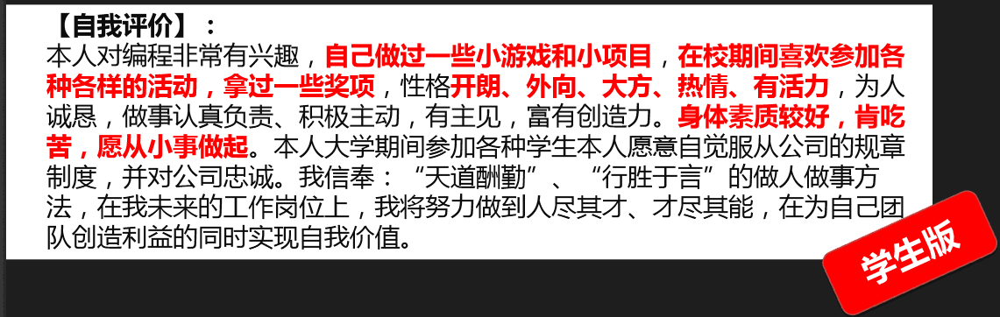 【自我评价】：
本人对编程非常有兴趣，自己做过一些小游戏和小项目，在校期间喜欢参加各
种各样的活动，拿过一些奖项，性格开朗、外向、大方、热情、有活力，为人
诚恳，做事认真负责、积极主动，有主见，富有创造力。身体素质较好，肯吃
苦，愿从小事做起。本人大学期间参加各种学生本人愿意自觉服从公司的规章
制度，并对公司忠诚。我信奉：“天道酬勤”、“行胜于言”的做人做事方
法，在我未来的工作岗位上，我将努力做到人尽其才、才尽其能，在为自己团
队创造利益的同时实现自我价值。
学生版